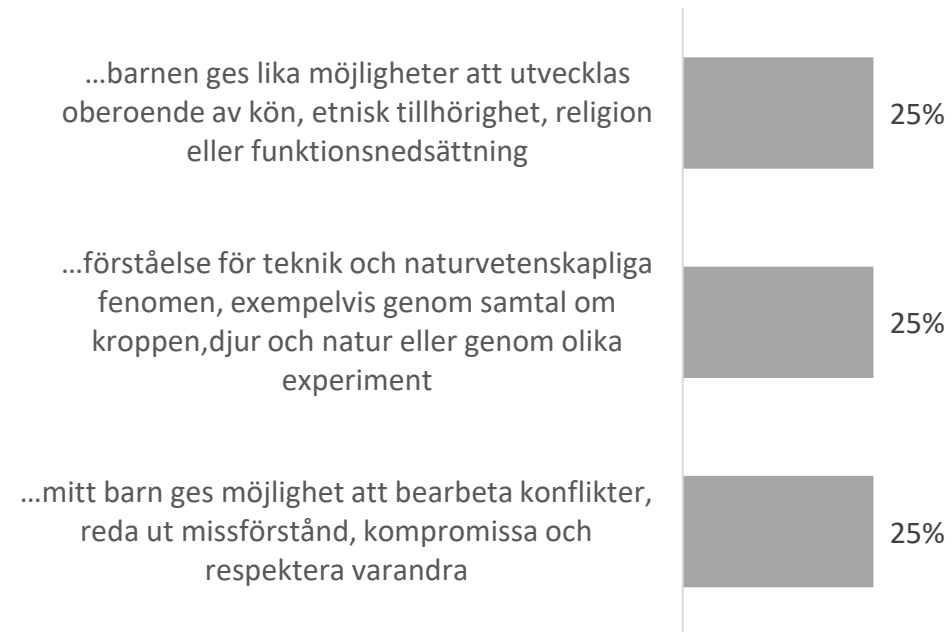 …barnen ges lika möjligheter att utvecklas
oberoende av kön, etnisk tillhörighet, religion
eller funktionsnedsättning
25%
…förståelse för teknik och naturvetenskapliga
fenomen, exempelvis genom samtal om
kroppen,djur och natur eller genom olika
experiment
25%
…mitt barn ges möjlighet att bearbeta konflikter,
reda ut missförstånd, kompromissa och
respektera varandra
25%